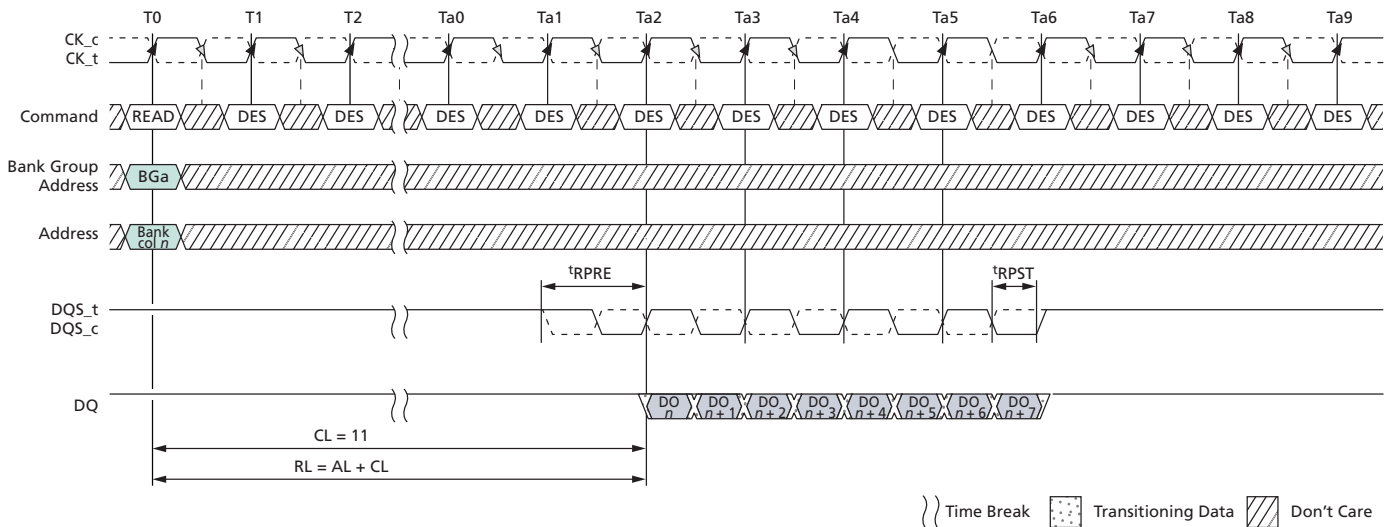 T0 T1 T2 Ta0 Ta1 Ta2 Ta3 Ta4 Ta5 Ta6 Ta7 Ta8 Ta9
CK_c
CK_t
Command READ DES DES DES DES DES DES DES DES DES DES DES DES
Bank Group
Address
BGa
Address
Bank
col n
tRPRE
tRPST
DQS_t
DQS_c
DQ
DO DO DO DO DO DO DO DO
n n + 1 n + 2 n + 3 n + 4 n + 5 n + 6 n + 7
CL = 11
RL = AL + CL
Time Break Transitioning Data Don't Care